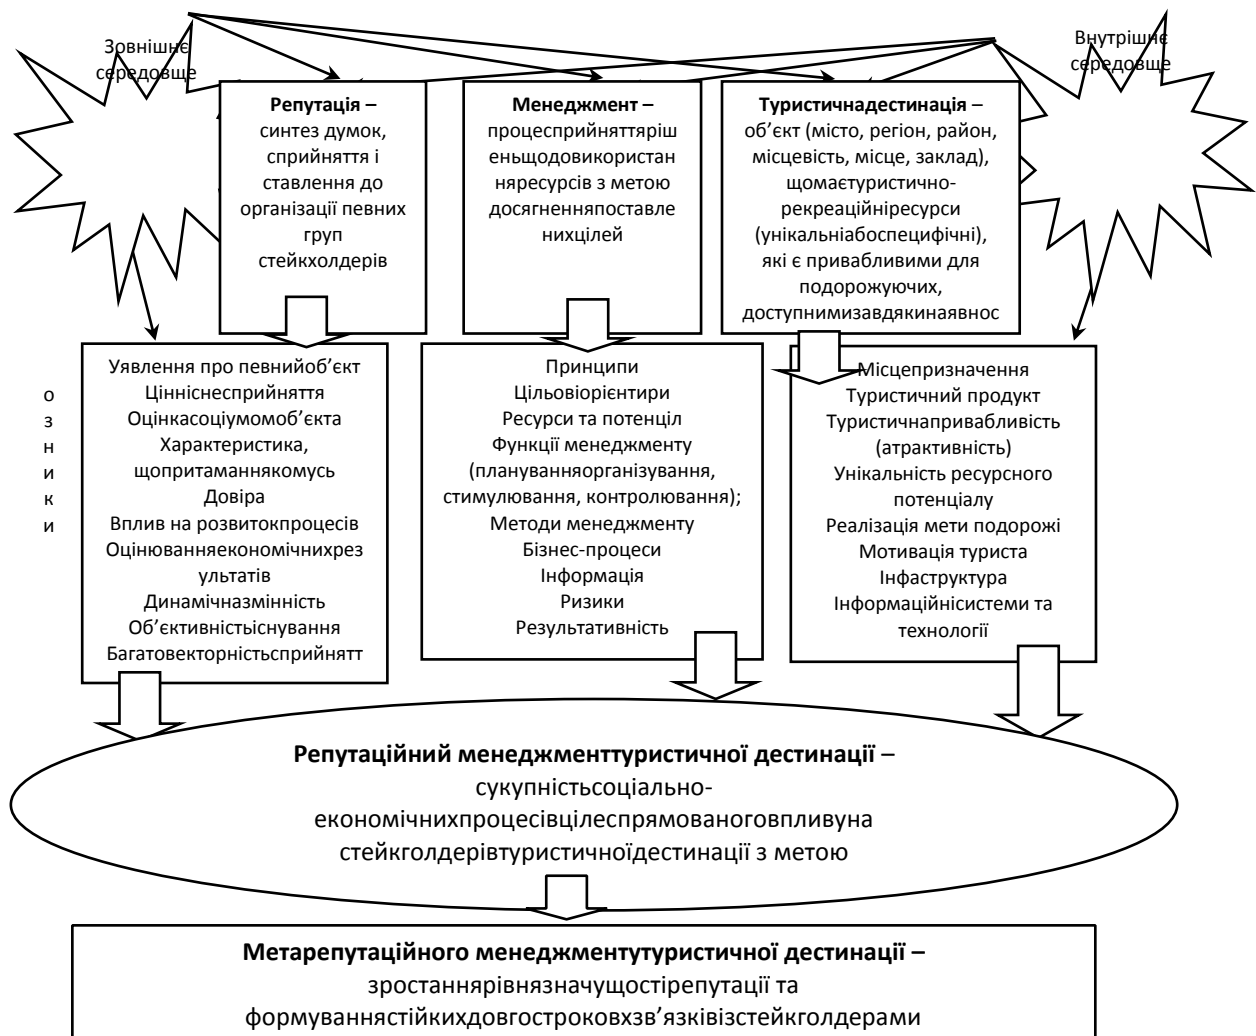 Зовнішнє
середовще
Внутрішнє
середовще
Репутація –
синтез думок,
сприйняття і
ставлення до
організації певних
груп
стейкхолдерів
Менеджмент –
процесприйняттяріш
еньщодовикористан
няресурсів з метою
досягненняпоставле
нихцілей
Туристичнадестинація –
об’єкт (місто, регіон, район,
місцевість, місце, заклад),
щомаєтуристично-
рекреаційніресурси
(унікальніабоспецифічні),
які є привабливими для
подорожуючих,
доступнимизавдякинаявнос
о
з
н
и
к
и
Уявлення про певнийоб’єкт
Ціннісне​сприйняття
Оцінкасоціумомоб’єкта
Характеристика,
щопритаманнякомусь
Довіра
Вплив на розвитокпроцесів
Оцінюванняекономічнихрез
ультатів
Динамічназмінність
Об’єктивністьіснування
Багатовекторністьсприйнятт
Принципи
Цільовіорієнтири
Ресурси та потенціл
Функції менеджменту
(плануванняорганізування,
стимулювання, контролювання);
Методи менеджменту
Бізнес-процеси
Інформація
Ризики
Результативність
Місцепризначення
Туристичний продукт
Туристичнапривабливість
(атрактивність)
Унікальність ресурсного
потенціалу
Реалізація мети подорожі
Мотивація туриста
Інфаструктура
Інформаційнісистеми та
технології
Репутаційний менеджменттуристичної дестинації –
сукупністьсоціально-
економічнихпроцесівцілеспрямованоговпливуна
стейкголдерівтуристичноїдестинації з метою
Метарепутаційного менеджментутуристичної дестинації –
зростаннярівнязначущостірепутації та
формуваннястійкихдовгостроковхзв’язківізстейкголдерами